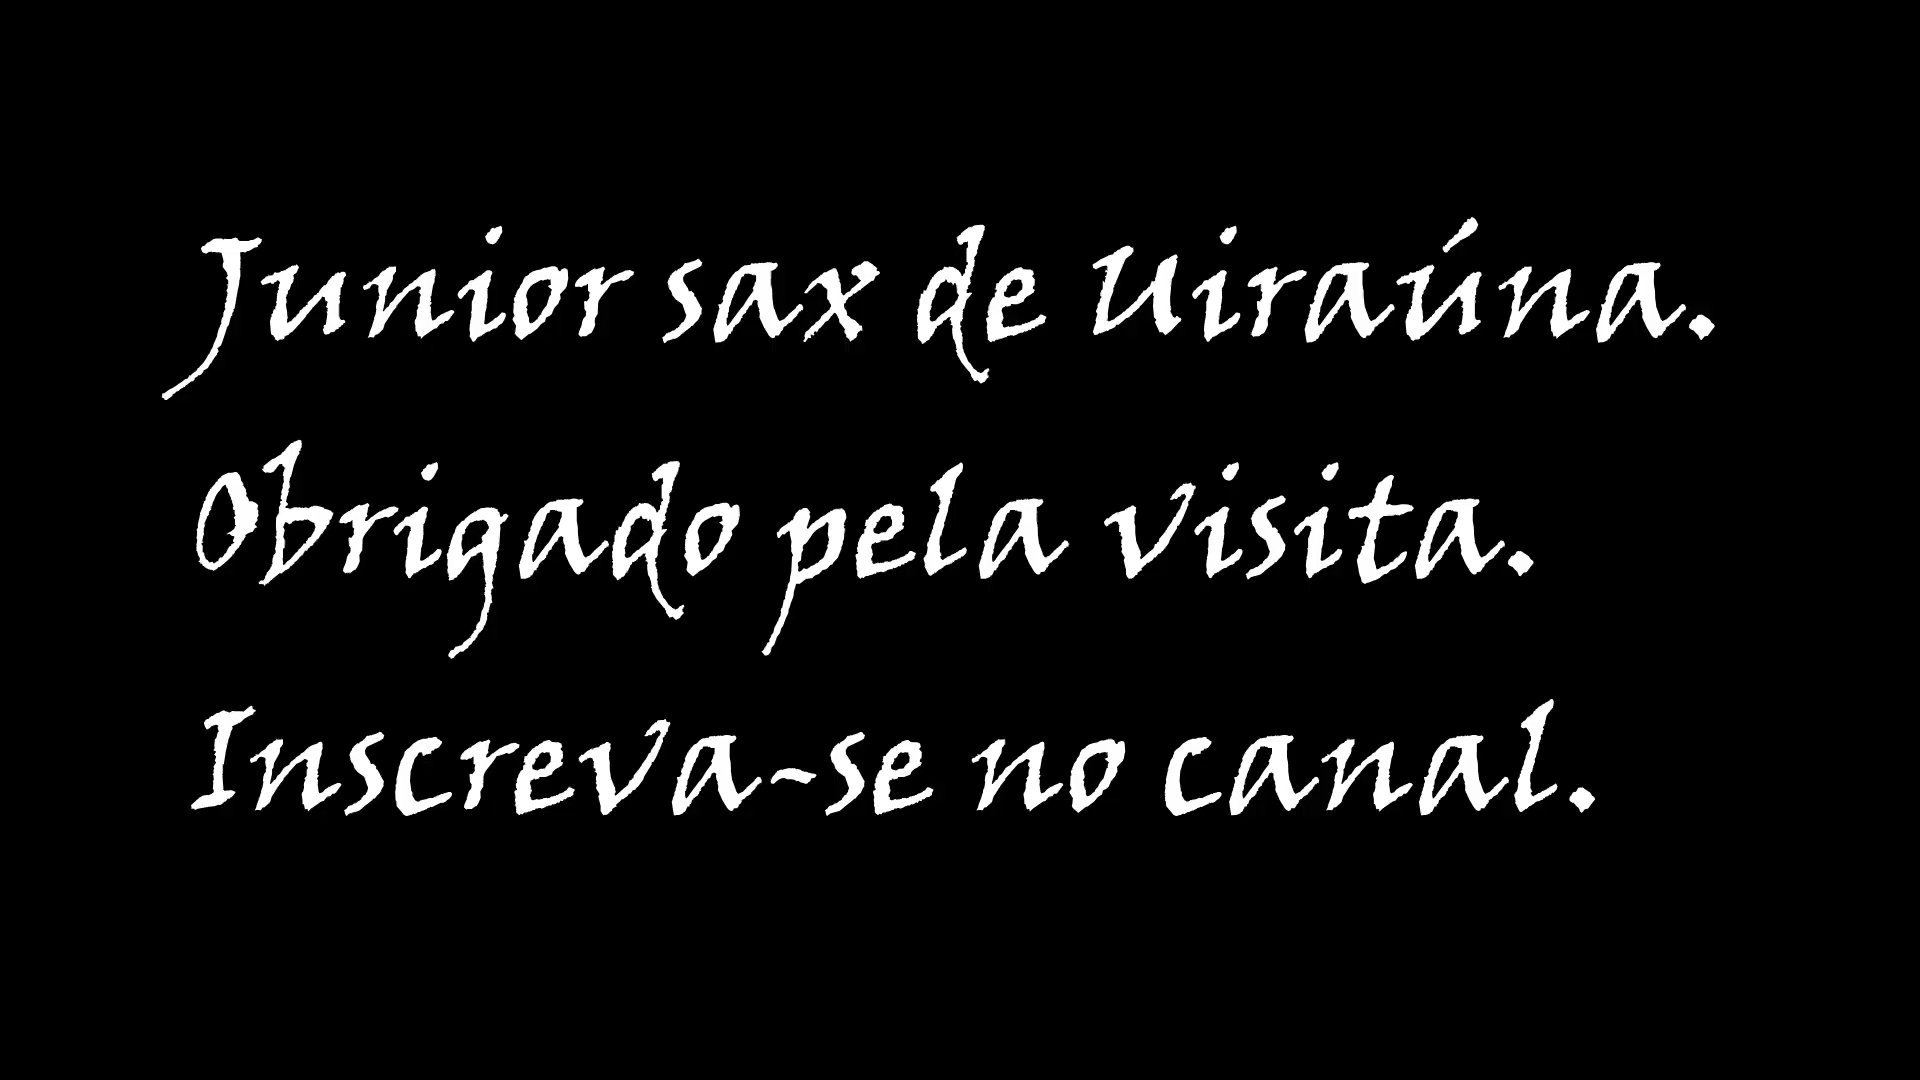 Junior sax de Uiraúna.
Obrigado pela visita.
Inscreva-se no canal.